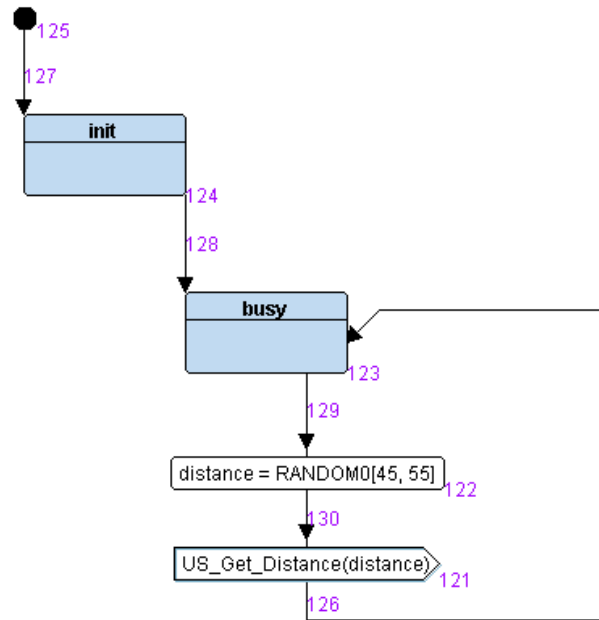 125
127
init
124
128
busy
123
129
distance = RANDOM0[45, 55]
122
130
US_Get_Distance(distance)
121
126